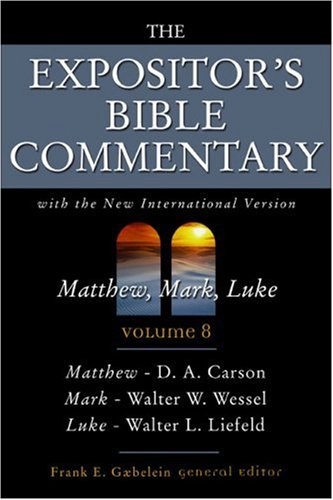 THE
EXPOSITOR'S
BIBLE
COMMENTARY
with the New International Version
Matthew, Mark, Luke
VOLUME 8
Matthew - D. A. Carson
Mark - Walter W. Wessel
Luke - Walter L. Liefeld
Frank E. Gæbelein general editor